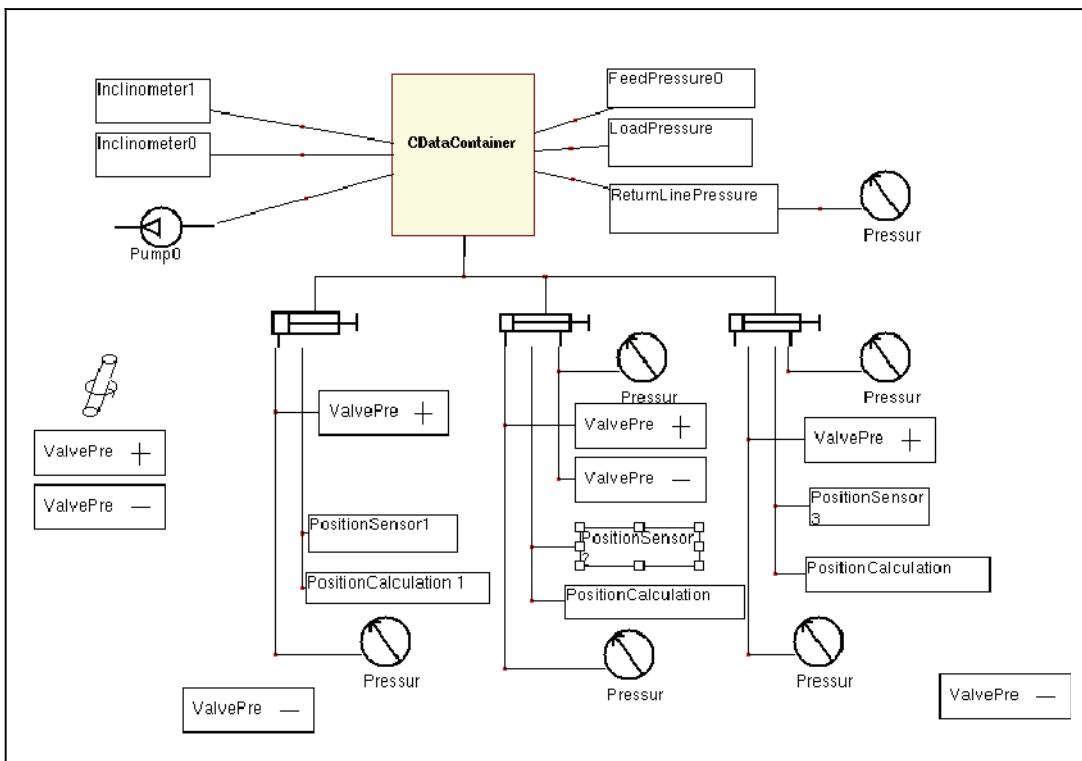 Inclinometer1
FeedPressure0
CDataContainer
LoadPressure
Inclinometer0
ReturnLinePressure
Pressur
Pump0
Pressur
Pressur
ValvePre +
ValvePre +
ValvePre +
ValvePre +
ValvePre —
ValvePre —
PositionSensor1
PositionSensor
2
PositionSensor
3
PositionCalculation 1
PositionCalculation
PositionCalculation
Pressur
Pressur
Pressur
ValvePre —
ValvePre —